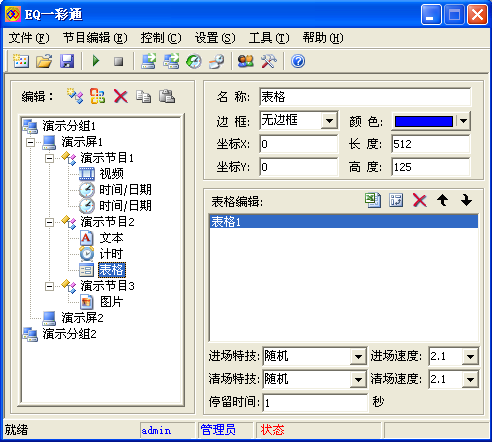 EQ一彩通
文件(F) 节目编辑(E) 控制(C) 设置(S) 工具(T) 帮助(H)
编辑：
演示分组1
演示屏1
演示节目1
视频
时间/日期
时间/日期
演示节目2
文本
计时
表格
演示节目3
图片
演示屏2
演示分组2
名 称: 表格
边 框: 无边框 颜 色:
坐标X: 0 长 度: 512
坐标Y: 0 高 度: 125
表格编辑:
表格1
进场特技: 随机 进场速度: 2.1
清场特技: 随机 清场速度: 2.1
停留时间: 1 秒
就绪 admin 管理员 状态